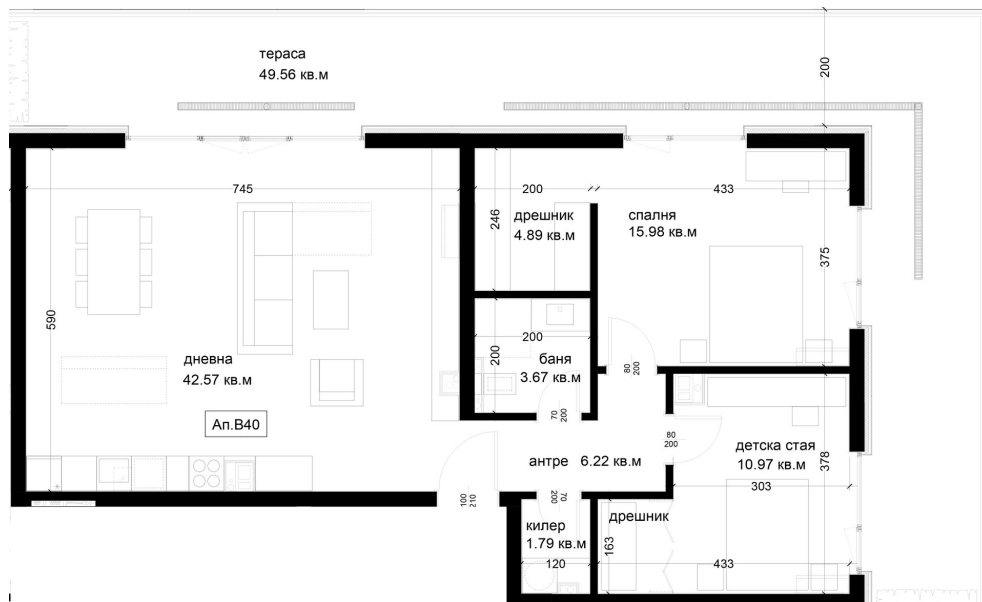 тераса
49.56 кв.м
200
745
200
433
246
дрешник
4.89 кв.м
спалня
15.98 кв.м
375
590
дневна
42.57 кв.м
200
200
баня
3.67 кв.м
80
200
70
200
Ап.В40
80
200
детска стая
10.97 кв.м
378
антре 6.22 кв.м
303
100
210
200
70
килер
1.79 кв.м
дрешник
163
120
433